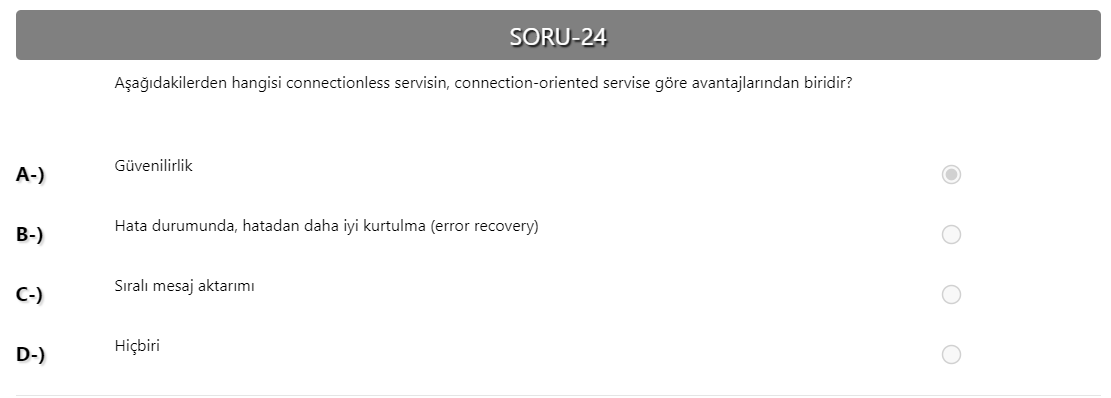 SORU-24
Aşağıdakilerden hangisi connectionless servisin, connection-oriented servise göre avantajlarından biridir?
A-) Güvenilirlik
B-) Hata durumunda, hatadan daha iyi kurtulma (error recovery)
C-) Sıralı mesaj aktarımı
D-) Hiçbiri